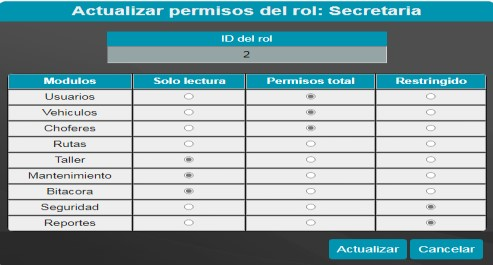 Actualizar permisos del rol: Secretaria
ID del rol
2
Modulos Solo lectura Permisos total Restringido
Usuarios
Vehiculos
Choferes
Rutas
Taller
Mantenimiento
Bitacora
Seguridad
Reportes
Actualizar Cancelar